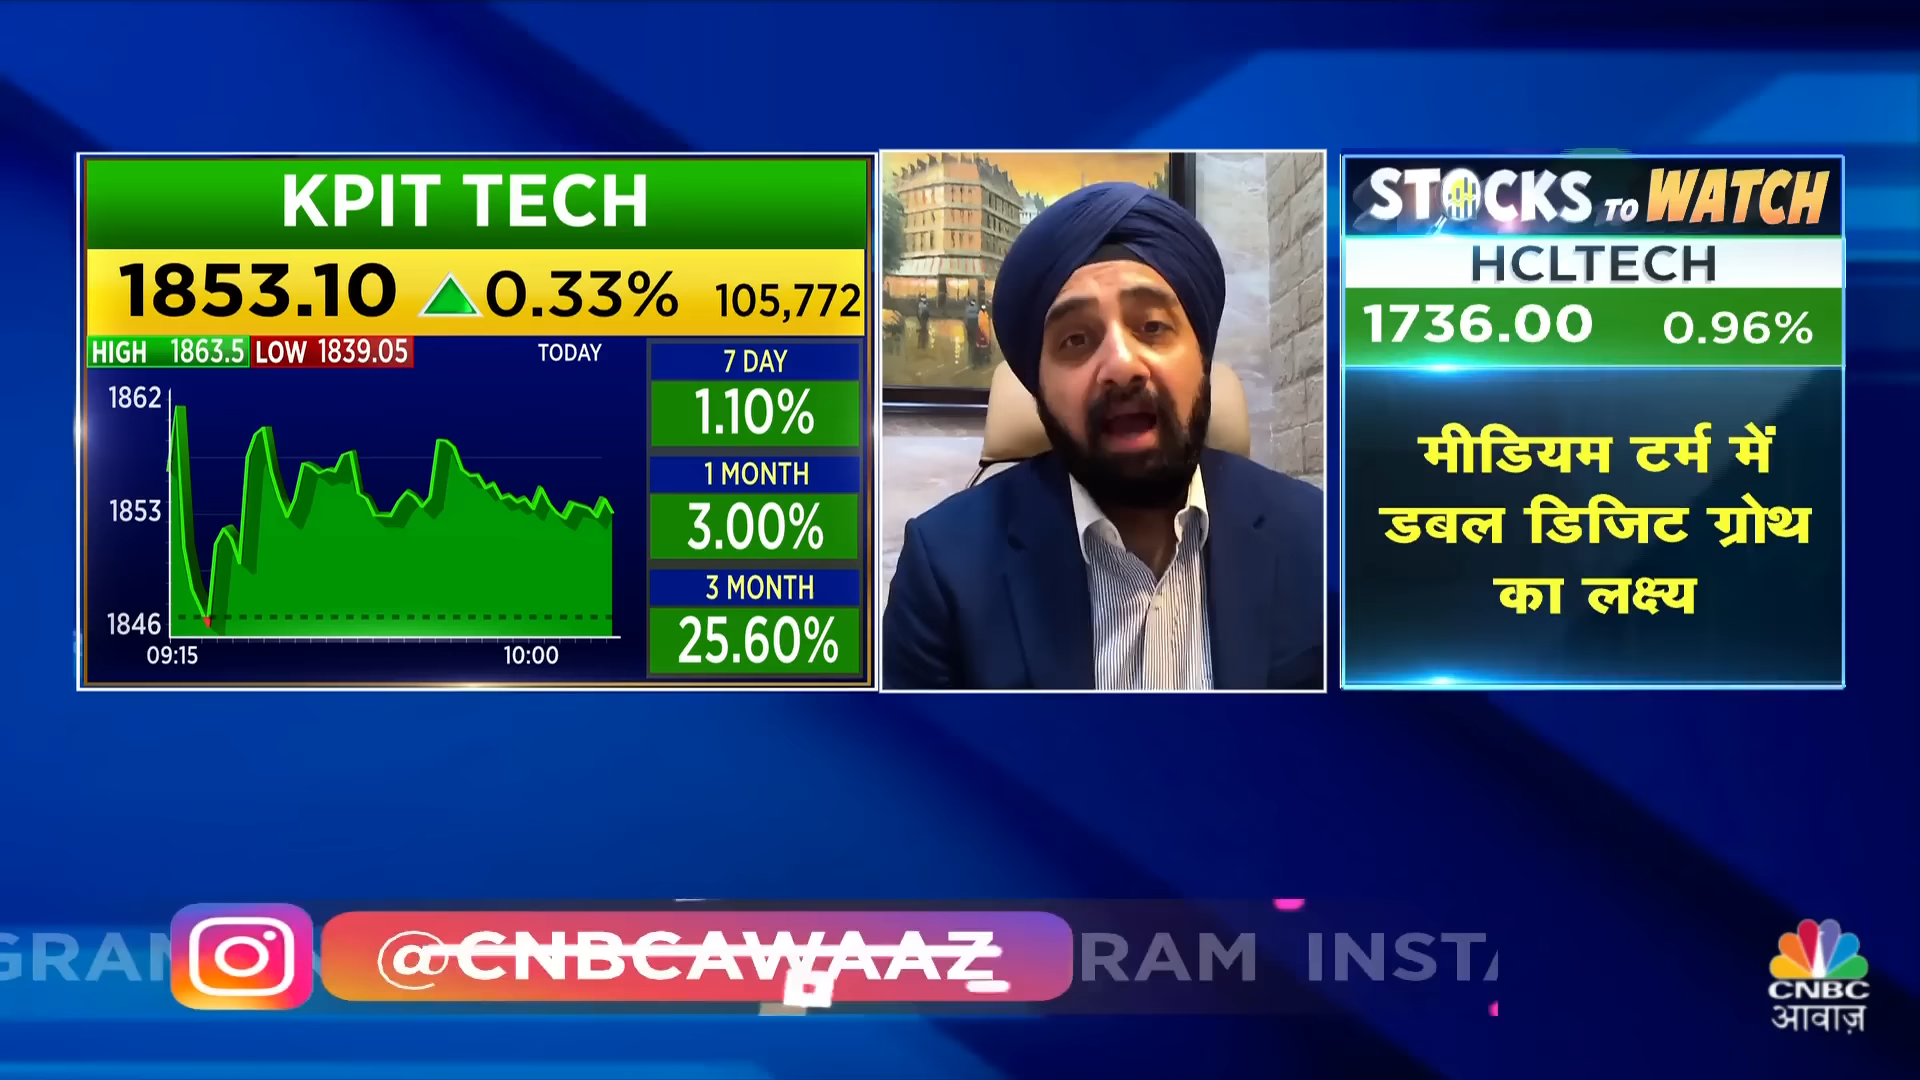 KPIT TECH
1853.10 0.33% 105,772
HIGH 1863.5 LOW 1839.05 TODAY
1862
1853
1846
09:15 10:00
7 DAY
1.10%
1 MONTH
3.00%
3 MONTH
25.60%
STOCKS TO WATCH
HCLTECH
1736.00 0.96%
मीडियम टर्म में
डबल डिजिट ग्रोथ
का लक्ष्य
GRAM @CNBCAWAAZ RAM INSTA
CNBC
आवाज़